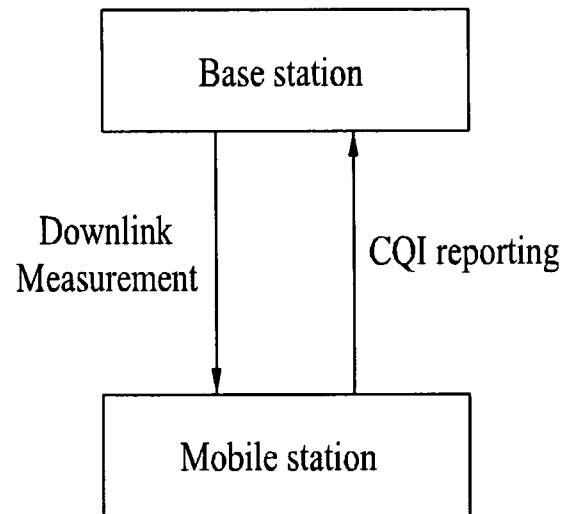 Base station
Downlink
Measurement
CQI reporting
Mobile station